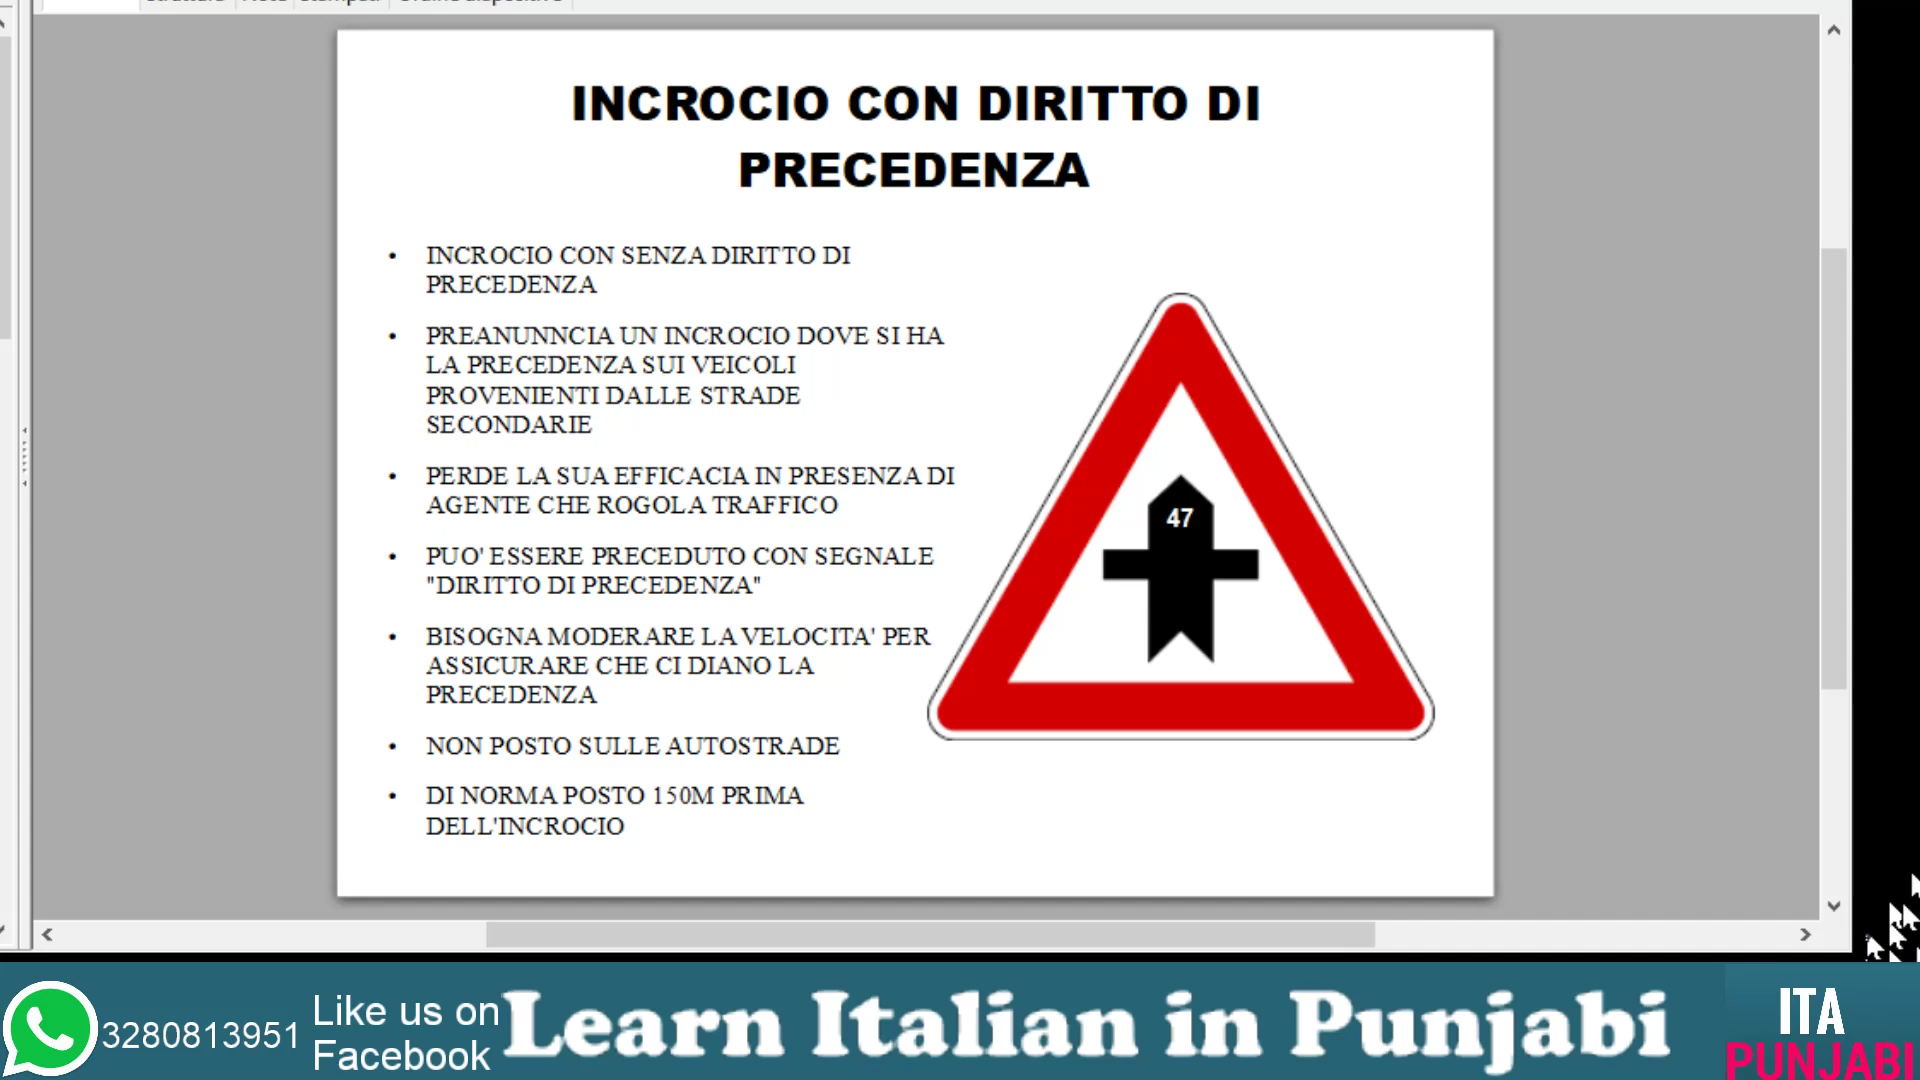 INCROCIO CON DIRITTO DI
PRECEDENZA
• INCROCIO CON SENZA DIRITTO DI
PRECEDENZA
• PREANUNNCIA UN INCROCIO DOVE SI HA
LA PRECEDENZA SUI VEICOLI
PROVENIENTI DALLE STRADE
SECONDARIE
• PERDE LA SUA EFFICACIA IN PRESENZA DI
AGENTE CHE ROGOLA TRAFFICO
• PUO' ESSERE PRECEDUTO CON SEGNALE
"DIRITTO DI PRECEDENZA"
• BISOGNA MODERARE LA VELOCITA' PER
ASSICURARE CHE CI DIANO LA
PRECEDENZA
• NON POSTO SULLE AUTOSTRADE
• DI NORMA POSTO 150M PRIMA
DELL'INCROCIO
47
3280813951
Like us on
Facebook
Learn Italian in Punjabi
ITA
PUNJABI